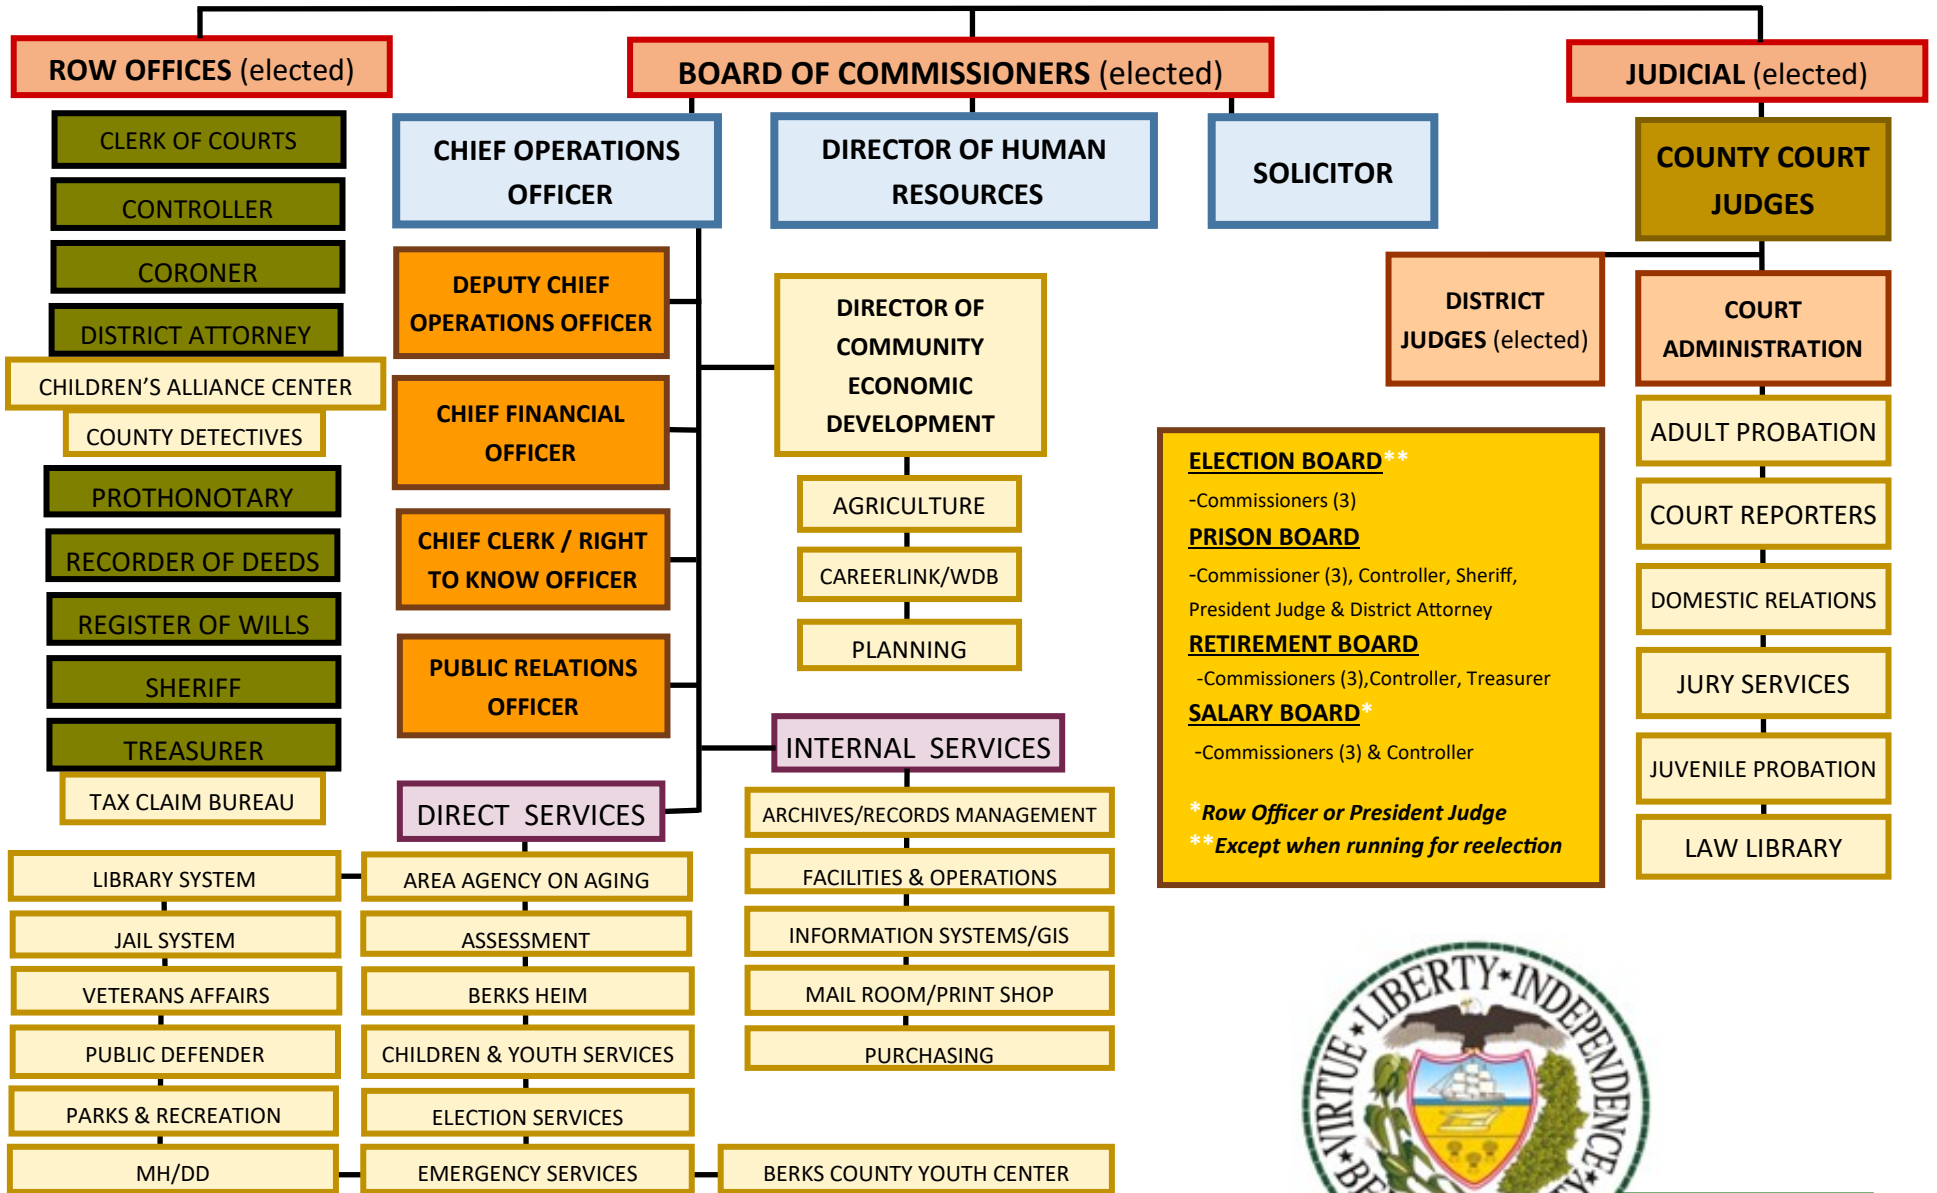 ROW OFFICES (elected)
BOARD OF COMMISSIONERS (elected)
JUDICIAL (elected)
CLERK OF COURTS
CONTROLLER
CORONER
DISTRICT ATTORNEY
CHILDREN’S ALLIANCE CENTER
COUNTY DETECTIVES
PROTHONOTARY
RECORDER OF DEEDS
REGISTER OF WILLS
SHERIFF
TREASURER
TAX CLAIM BUREAU
CHIEF OPERATIONS
OFFICER
DIRECTOR OF HUMAN
RESOURCES
SOLICITOR
COUNTY COURT
JUDGES
DEPUTY CHIEF
OPERATIONS OFFICER
CHIEF FINANCIAL
OFFICER
CHIEF CLERK / RIGHT
TO KNOW OFFICER
PUBLIC RELATIONS
OFFICER
DIRECTOR OF
COMMUNITY
ECONOMIC
DEVELOPMENT
AGRICULTURE
CAREERLINK/WDB
PLANNING
DISTRICT
JUDGES (elected)
COURT
ADMINISTRATION
ADULT PROBATION
COURT REPORTERS
DOMESTIC RELATIONS
JURY SERVICES
JUVENILE PROBATION
LAW LIBRARY
ELECTION BOARD**
-Commissioners (3)
PRISON BOARD
-Commissioner (3), Controller, Sheriff,
President Judge & District Attorney
RETIREMENT BOARD
-Commissioners (3),Controller, Treasurer
SALARY BOARD*
-Commissioners (3) & Controller
*Row Officer or President Judge
**Except when running for reelection
INTERNAL SERVICES
ARCHIVES/RECORDS MANAGEMENT
FACILITIES & OPERATIONS
INFORMATION SYSTEMS/GIS
MAIL ROOM/PRINT SHOP
PURCHASING
DIRECT SERVICES
LIBRARY SYSTEM
JAIL SYSTEM
VETERANS AFFAIRS
PUBLIC DEFENDER
PARKS & RECREATION
MH/DD
AREA AGENCY ON AGING
ASSESSMENT
BERKS HEIM
CHILDREN & YOUTH SERVICES
ELECTION SERVICES
EMERGENCY SERVICES
BERKS COUNTY YOUTH CENTER
VIRTUE LIBERTY INDEPENDENCE